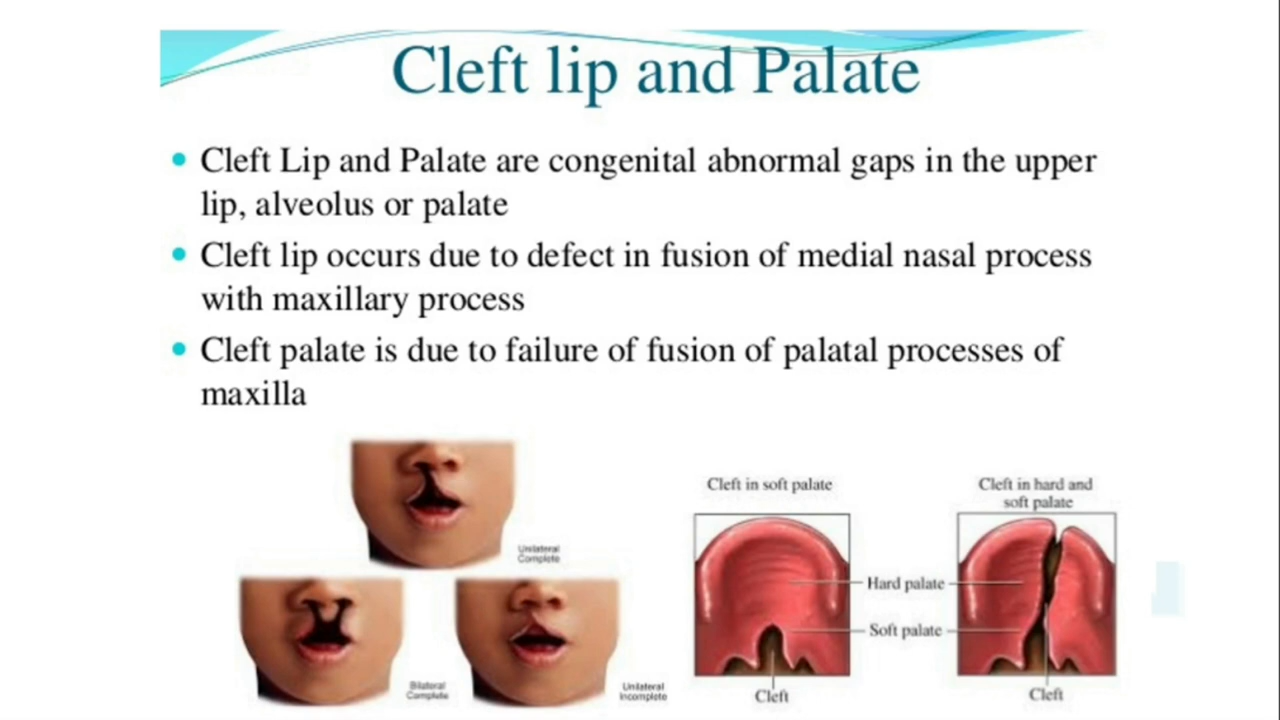 Cleft lip and Palate
Cleft Lip and Palate are congenital abnormal gaps in the upper
lip, alveolus or palate
Cleft lip occurs due to defect in fusion of medial nasal process
with maxillary process
Cleft palate is due to failure of fusion of palatal processes of
maxilla
Unilateral
Complete
Bilateral
Complete
Unilateral
Incomplete
Cleft in soft palate
Cleft in hard and
soft palate
Hard palate
Soft palate
Cleft
Cleft